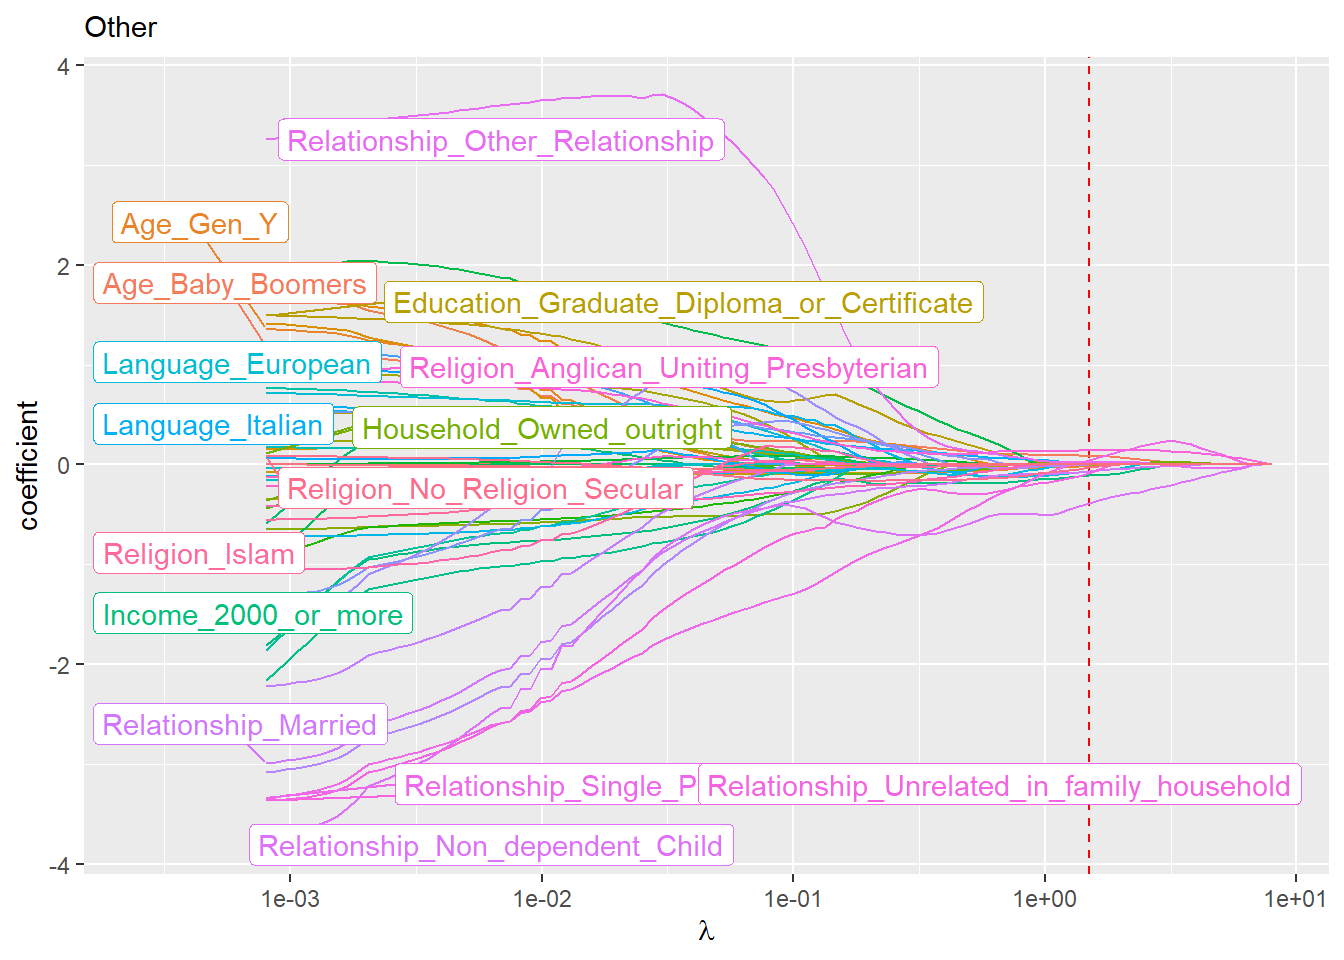 Other
4
Relationship_Other_Relationship
Age_Gen_Y
2
Age_Baby_Boomers
Education_Graduate_Diploma_or_Certificate
Language_European
Religion_Anglican_Uniting_Presbyterian
Language_Italian
Household_Owned_outright
coefficient
0
Religion_No_Religion_Secular
Religion_Islam
Income_2000_or_more
-2
Relationship_Married
Relationship_Single_P
Relationship_Unrelated_in_family_household
Relationship_Non_dependent_Child
-4
1e-03 1e-02 1e-01 1e+00 1e+01
λ